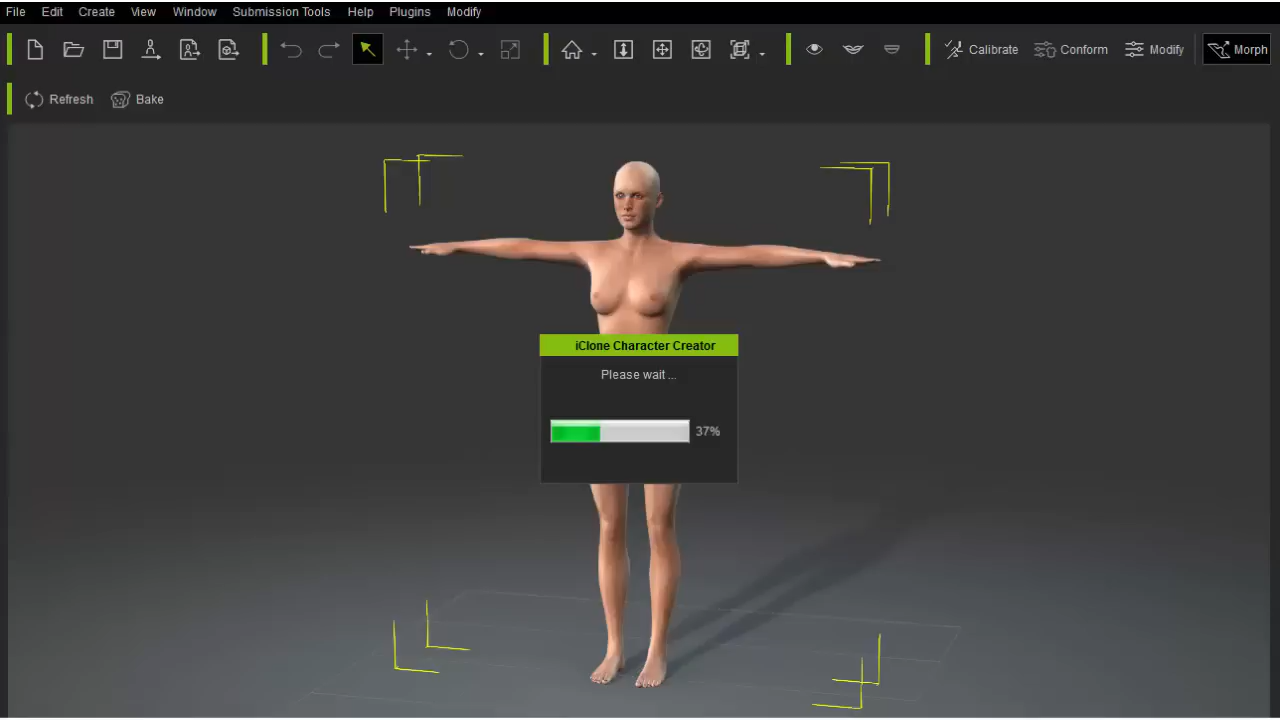 File Edit Create View Window Submission Tools Help Plugins Modify
Calibrate Conform Modify Morph
Refresh Bake
iClone Character Creator
Please wait ...
37%